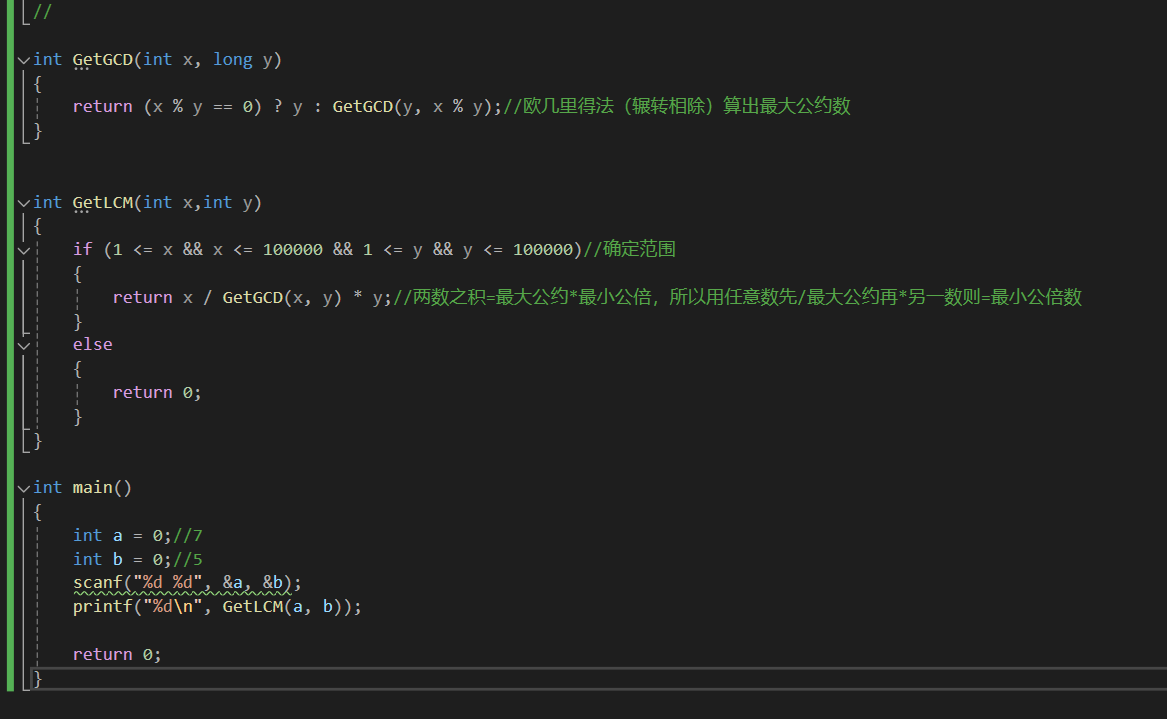 //
int GetGCD(int x, long y)
{
return (x % y == 0) ? y : GetGCD(y, x % y);//欧几里得法（辗转相除）算出最大公约数
}
int GetLCM(int x,int y)
{
if (1 <= x && x <= 100000 && 1 <= y && y <= 100000)//确定范围
{
return x / GetGCD(x, y) * y;//两数之积=最大公约*最小公倍，所以用任意数先/最大公约再*另一数则=最小公倍数
}
else
{
return 0;
}
}
int main()
{
int a = 0;//7
int b = 0;//5
scanf("%d %d", &a, &b);
printf("%d\n", GetLCM(a, b));
return 0;
}